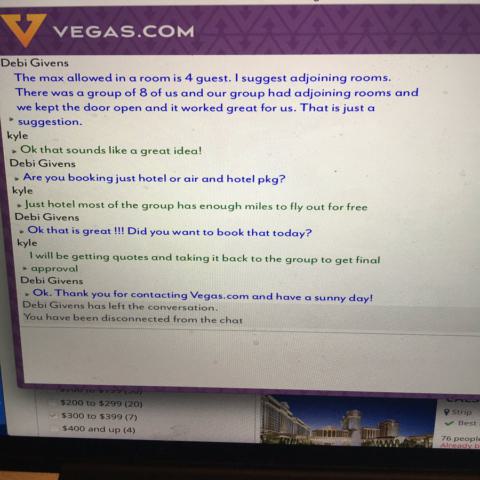 VEGAS.COM
Debi Givens
The max allowed in a room is 4 guest. I suggest adjoining rooms.
There was a group of 8 of us and our group had adjoining rooms and
we kept the door open and it worked great for us. That is just a
suggestion.
kyle
Ok that sounds like a great idea!
Debi Givens
Are you booking just hotel or air and hotel pkg?
kyle
Just hotel most of the group has enough miles to fly out for free
Debi Givens
Ok that is great !!! Did you want to book that today?
kyle
I will be getting quotes and taking it back to the group to get final
approval
Debi Givens
Ok. Thank you for contacting Vegas.com and have a sunny day!
Debi Givens has left the conversation.
You have been disconnected from the chat
$200 to $299 (20)
$300 to $399 (7)
$400 and up (4)
Strip
Best
76 people
Already b